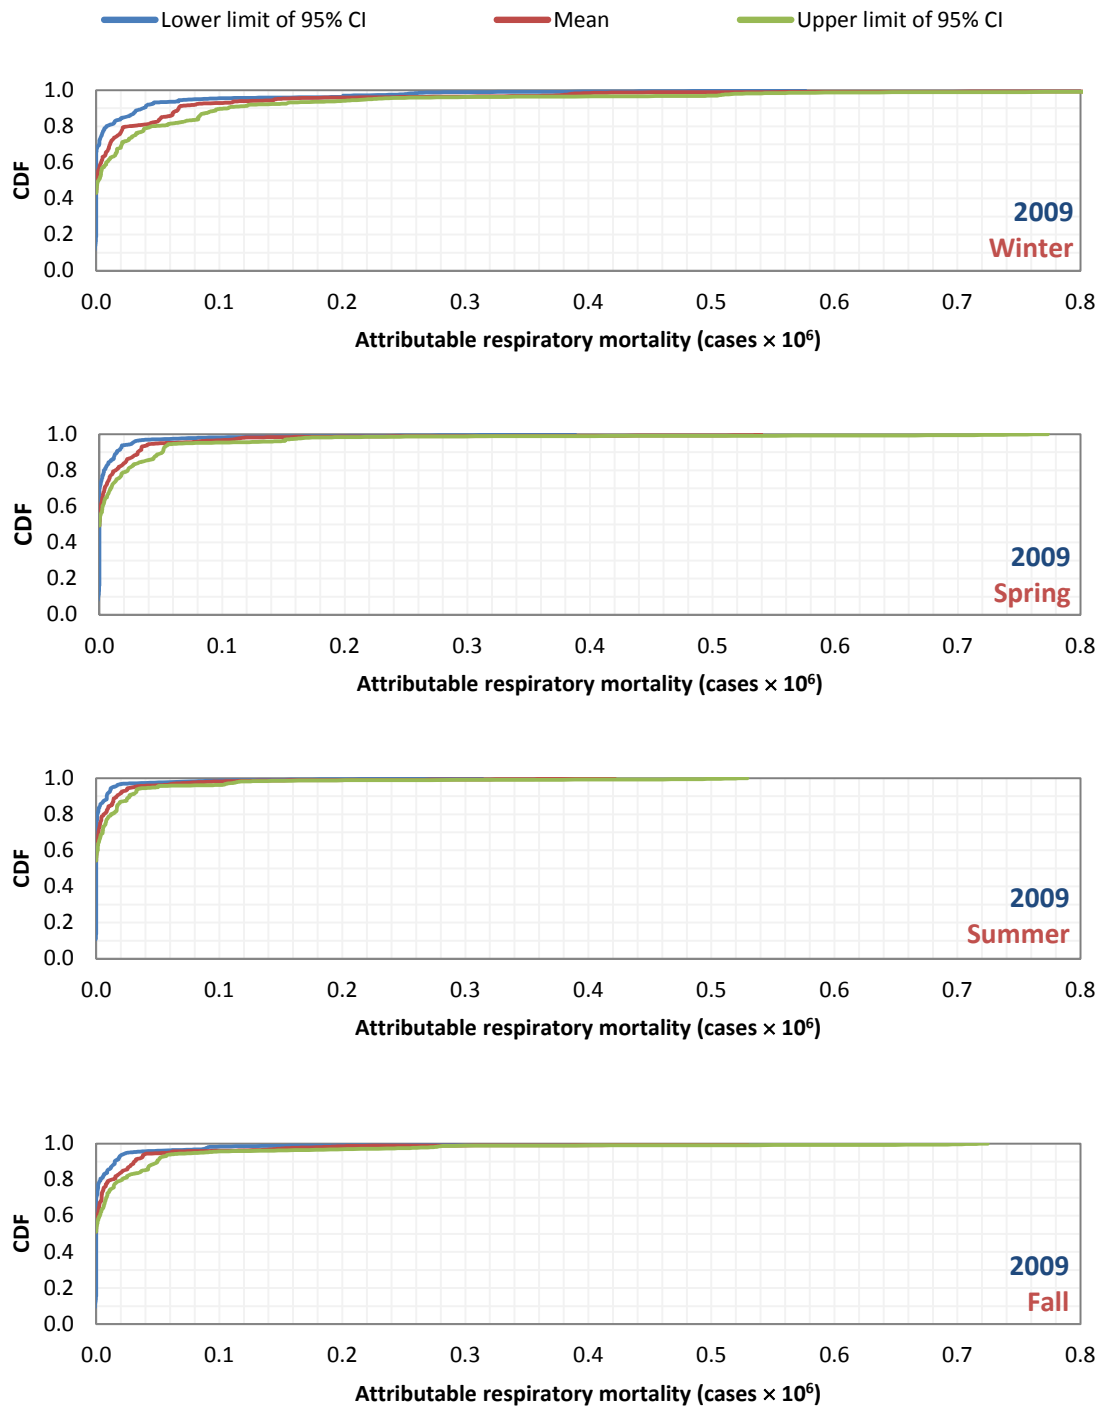 Lower limit of 95% CI Mean Upper limit of 95% CI
1.0
0.8
0.6
0.4
0.2
0.0
CDF
2009
Winter
0.0 0.1 0.2 0.3 0.4 0.5 0.6 0.7 0.8
Attributable respiratory mortality (cases × 10⁶)
1.0
0.8
0.6
0.4
0.2
0.0
CDF
2009
Spring
0.0 0.1 0.2 0.3 0.4 0.5 0.6 0.7 0.8
Attributable respiratory mortality (cases × 10⁶)
1.0
0.8
0.6
0.4
0.2
0.0
CDF
2009
Summer
0.0 0.1 0.2 0.3 0.4 0.5 0.6 0.7 0.8
Attributable respiratory mortality (cases × 10⁶)
1.0
0.8
0.6
0.4
0.2
0.0
CDF
2009
Fall
0.0 0.1 0.2 0.3 0.4 0.5 0.6 0.7 0.8
Attributable respiratory mortality (cases × 10⁶)